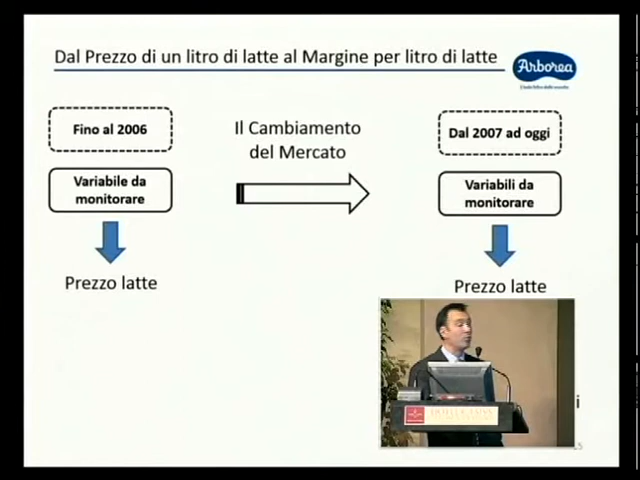 Dal Prezzo di un litro di latte al Margine per litro di latte
Arborea
Fino al 2006
Il Cambiamento
del Mercato
Dal 2007 ad oggi
Variabile da
monitorare
Variabili da
monitorare
Prezzo latte
Prezzo latte